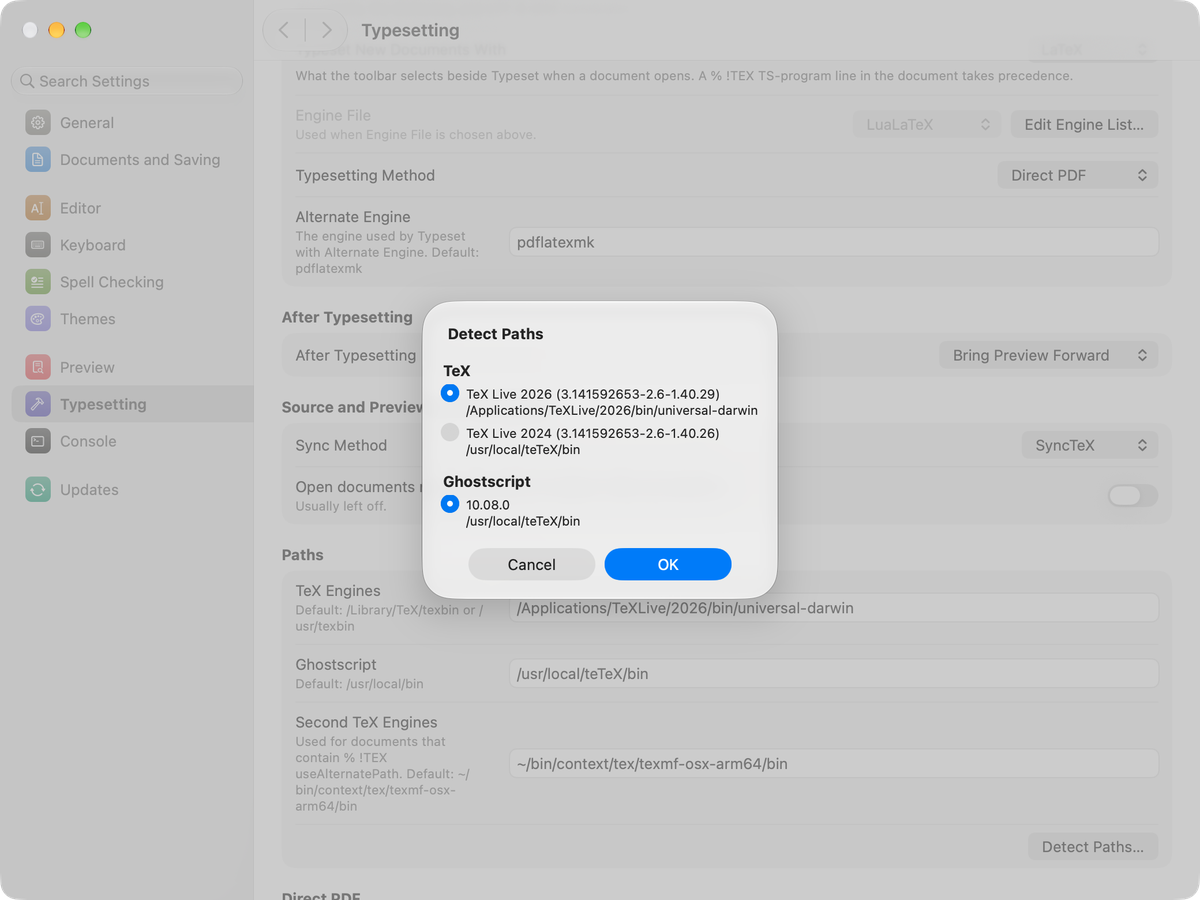 Typesetting
Search Settings
General
Documents and Saving
Editor
Keyboard
Spell Checking
Themes
Preview
Typesetting
Console
Updates
New Documents With
LaTeX
What the toolbar selects beside Typeset when a document opens. A % !TEX TS-program line in the document takes precedence.
Engine File
Used when Engine File is chosen above.
LuaLaTeX
Edit Engine List...
Typesetting Method
Direct PDF
Alternate Engine
The engine used by Typeset
with Alternate Engine. Default:
pdflatexmk
pdflatexmk
After Typesetting
After Typesetting
Bring Preview Forward
Source and Preview
Sync Method
SyncTeX
Open documents
Usually left off.
Detect Paths
TeX
TeX Live 2026 (3.141592653-2.6-1.40.29)
/Applications/TeXLive/2026/bin/universal-darwin
TeX Live 2024 (3.141592653-2.6-1.40.26)
/usr/local/teTeX/bin
Ghostscript
10.08.0
/usr/local/teTeX/bin
Cancel
OK
Paths
TeX Engines
Default: /Library/TeX/texbin or /
usr/texbin
/Applications/TeXLive/2026/bin/universal-darwin
Ghostscript
Default: /usr/local/bin
/usr/local/teTeX/bin
Second TeX Engines
Used for documents that
contain % !TEX
useAlternatePath. Default: ~/
bin/context/tex/texmf-osx-
arm64/bin
~/bin/context/tex/texmf-osx-arm64/bin
Detect Paths...
Direct PDF